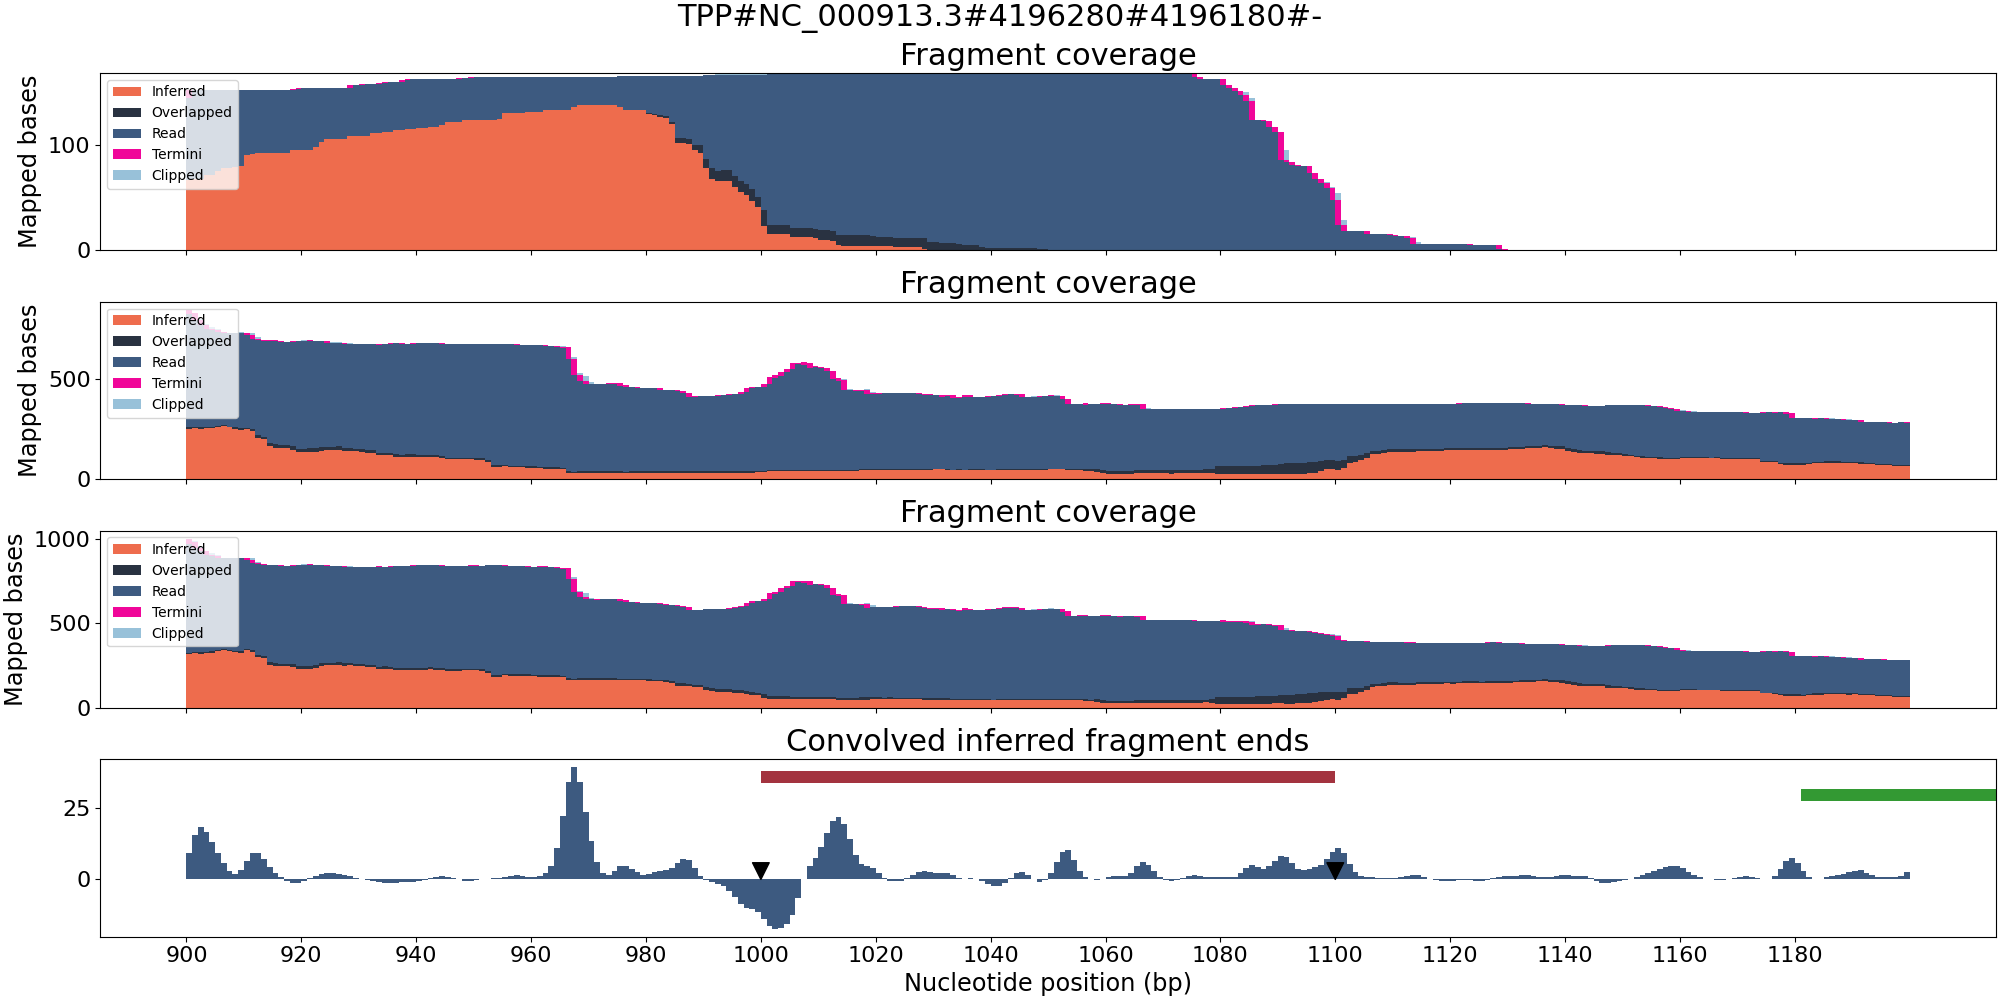 TPP#NC_000913.3#4196280#4196180#-
Fragment coverage
Mapped bases
100
0
Inferred
Overlapped
Read
Termini
Clipped
Fragment coverage
Mapped bases
500
0
Inferred
Overlapped
Read
Termini
Clipped
Fragment coverage
Mapped bases
1000
500
0
Inferred
Overlapped
Read
Termini
Clipped
Convolved inferred fragment ends
25
0
900 920 940 960 980 1000 1020 1040 1060 1080 1100 1120 1140 1160 1180
Nucleotide position (bp)